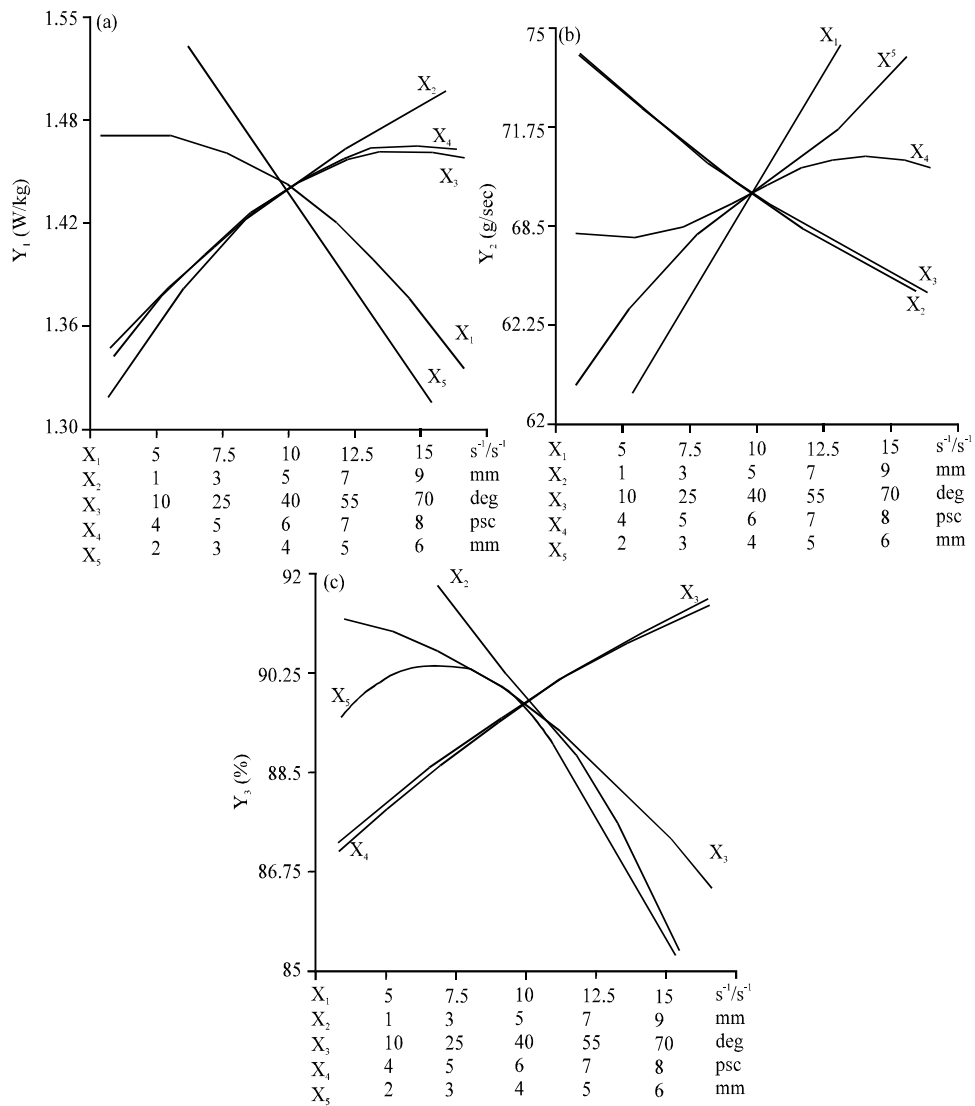 (a)
Y₁ (W/kg)
1.55
1.48
1.42
1.36
1.30
X₂
X₄
X₃
X₁
X₅
X₁ 5 7.5 10 12.5 15 s⁻¹/s⁻¹
X₂ 1 3 5 7 9 mm
X₃ 10 25 40 55 70 deg
X₄ 4 5 6 7 8 psc
X₅ 2 3 4 5 6 mm
(b)
Y₂ (g/sec)
75
71.75
68.5
62.25
62
X₁
X⁵
X₄
X₃
X₂
X₁ 5 7.5 10 12.5 15 s⁻¹/s⁻¹
X₂ 1 3 5 7 9 mm
X₃ 10 25 40 55 70 deg
X₄ 4 5 6 7 8 psc
X₅ 2 3 4 5 6 mm
(c)
Y₃ (%)
92
90.25
88.5
86.75
85
X₂
X₃
X₅
X₄
X₃
X₁ 5 7.5 10 12.5 15 s⁻¹/s⁻¹
X₂ 1 3 5 7 9 mm
X₃ 10 25 40 55 70 deg
X₄ 4 5 6 7 8 psc
X₅ 2 3 4 5 6 mm